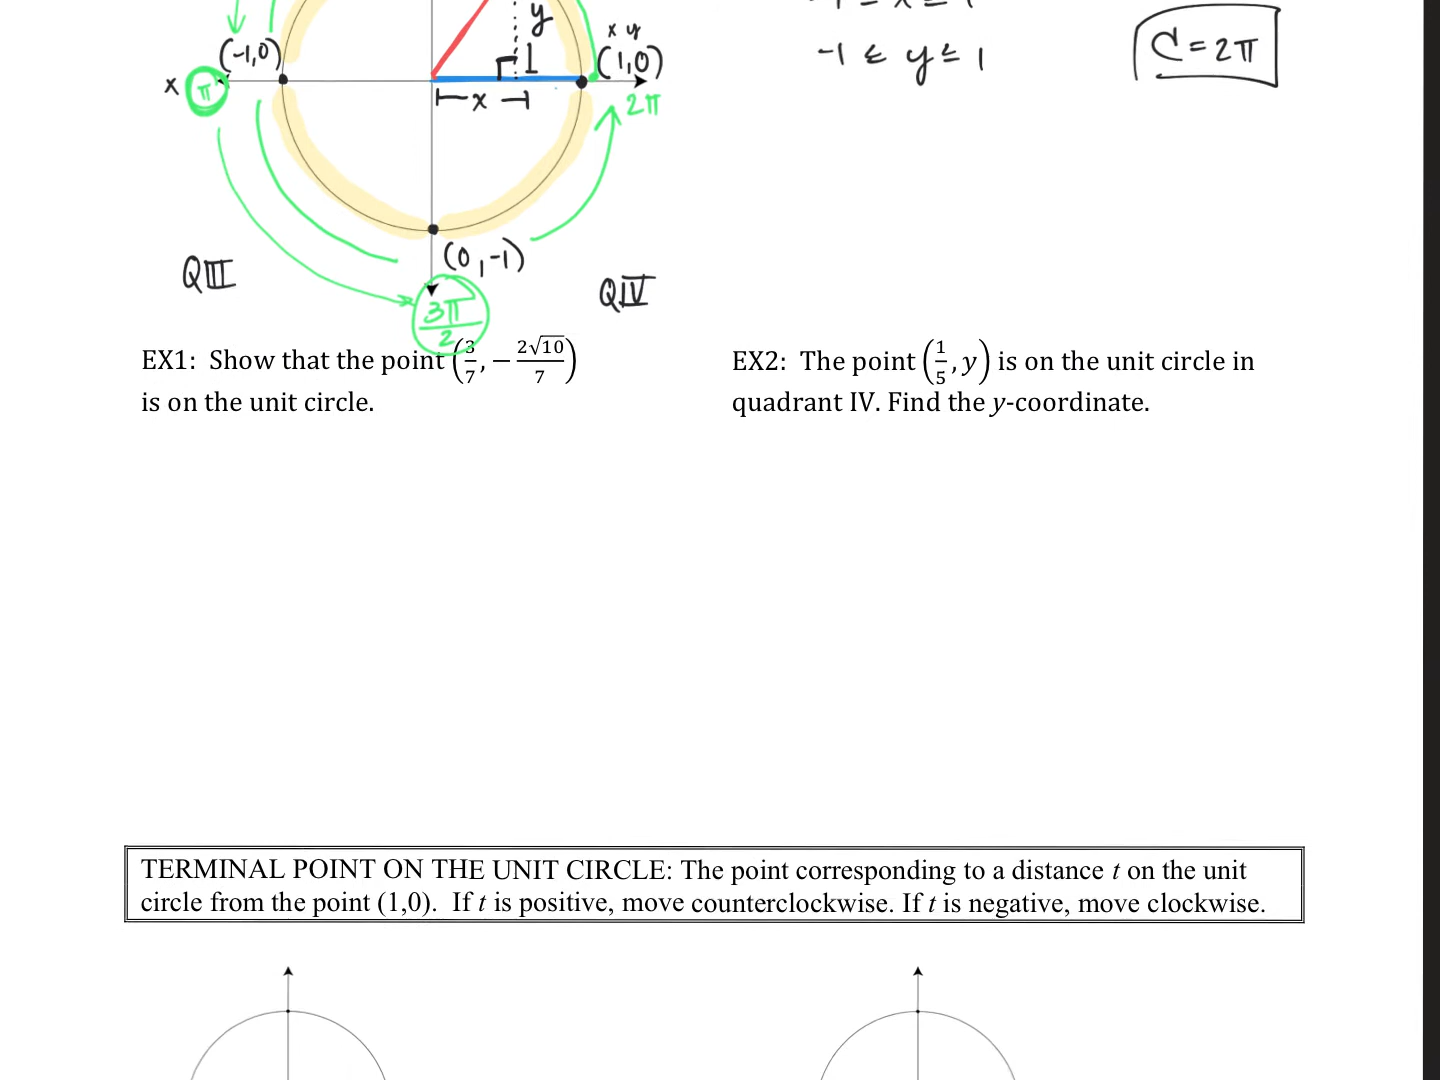 y
x y
(-1,0)
1
(1,0)
-1 ≤ y ≤ 1
C = 2π
x
π
x
2π
(0,-1)
QIII
QIV
3π/2
EX1: Show that the point (3/7, −2√10/7)
is on the unit circle.
EX2: The point (1/5, y) is on the unit circle in
quadrant IV. Find the y-coordinate.
TERMINAL POINT ON THE UNIT CIRCLE: The point corresponding to a distance t on the unit
circle from the point (1,0). If t is positive, move counterclockwise. If t is negative, move clockwise.